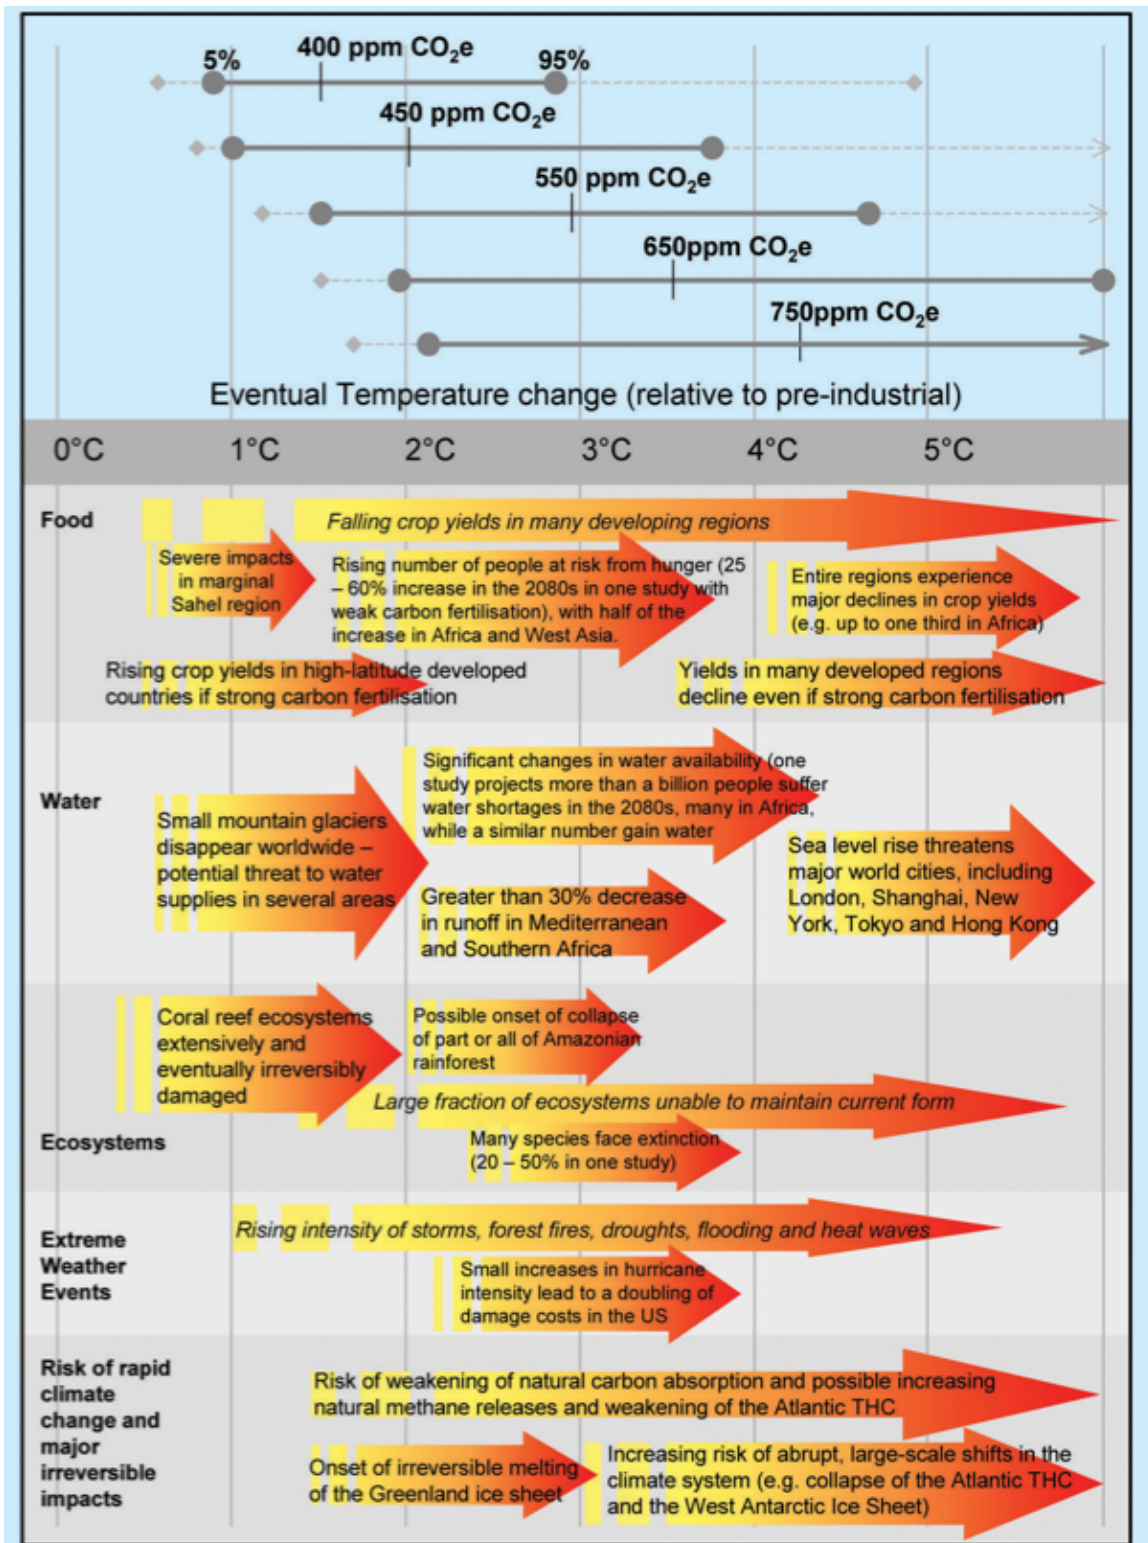 400 ppm CO₂e
5%
95%
450 ppm CO₂e
550 ppm CO₂e
650ppm CO₂e
750ppm CO₂e
Eventual Temperature change (relative to pre-industrial)
0°C 1°C 2°C 3°C 4°C 5°C
Food
Falling crop yields in many developing regions
Severe impacts
in marginal
Sahel region
Rising number of people at risk from hunger (25
– 60% increase in the 2080s in one study with
weak carbon fertilisation), with half of the
increase in Africa and West Asia.
Entire regions experience
major declines in crop yields
(e.g. up to one third in Africa)
Rising crop yields in high-latitude developed
countries if strong carbon fertilisation
Yields in many developed regions
decline even if strong carbon fertilisation
Water
Small mountain glaciers
disappear worldwide –
potential threat to water
supplies in several areas
Significant changes in water availability (one
study projects more than a billion people suffer
water shortages in the 2080s, many in Africa,
while a similar number gain water
Greater than 30% decrease
in runoff in Mediterranean
and Southern Africa
Sea level rise threatens
major world cities, including
London, Shanghai, New
York, Tokyo and Hong Kong
Ecosystems
Coral reef ecosystems
extensively and
eventually irreversibly
damaged
Possible onset of collapse
of part or all of Amazonian
rainforest
Large fraction of ecosystems unable to maintain current form
Many species face extinction
(20 – 50% in one study)
Extreme
Weather
Events
Rising intensity of storms, forest fires, droughts, flooding and heat waves
Small increases in hurricane
intensity lead to a doubling of
damage costs in the US
Risk of rapid
climate
change and
major
irreversible
impacts
Risk of weakening of natural carbon absorption and possible increasing
natural methane releases and weakening of the Atlantic THC
Onset of irreversible melting
of the Greenland ice sheet
Increasing risk of abrupt, large-scale shifts in the
climate system (e.g. collapse of the Atlantic THC
and the West Antarctic Ice Sheet)